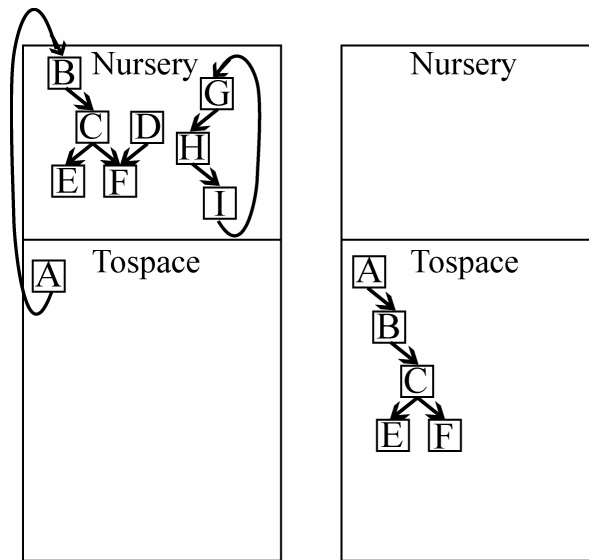 B Nursery G
C D
H
E F
I
Tospace
A
Nursery
Tospace
A
B
C
E F